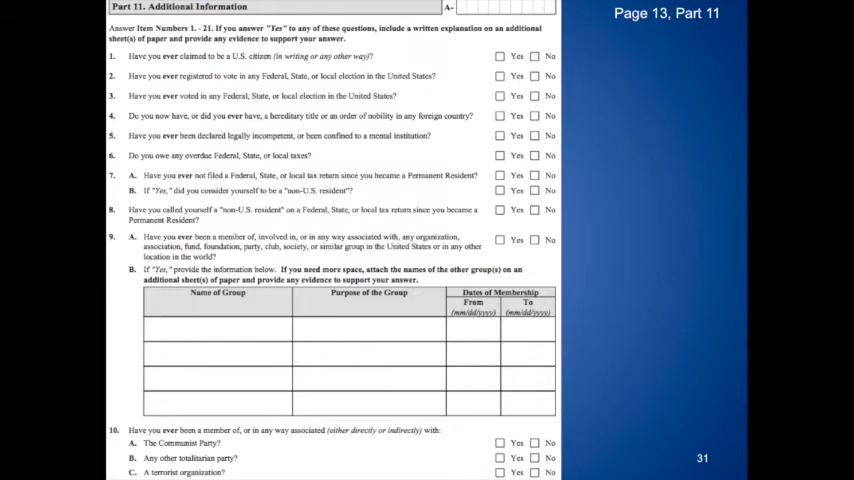 Part 11. Additional Information
A-
Page 13, Part 11
Answer Item Numbers 1. - 21. If you answer "Yes" to any of these questions, include a written explanation on an additional
sheet(s) of paper and provide any evidence to support your answer.
1. Have you ever claimed to be a U.S. citizen (in writing or any other way)? Yes No
2. Have you ever registered to vote in any Federal, State, or local election in the United States? Yes No
3. Have you ever voted in any Federal, State, or local election in the United States? Yes No
4. Do you now have, or did you ever have, a hereditary title or an order of nobility in any foreign country? Yes No
5. Have you ever been declared legally incompetent, or been confined to a mental institution? Yes No
6. Do you owe any overdue Federal, State, or local taxes? Yes No
7. A. Have you ever not filed a Federal, State, or local tax return since you became a Permanent Resident? Yes No
B. If "Yes," did you consider yourself to be a "non-U.S. resident"? Yes No
8. Have you called yourself a "non-U.S. resident" on a Federal, State, or local tax return since you became a Yes No
Permanent Resident?
9. A. Have you ever been a member of, involved in, or in any way associated with, any organization, Yes No
association, fund, foundation, party, club, society, or similar group in the United States or in any other
location in the world?
B. If "Yes," provide the information below. If you need more space, attach the names of the other group(s) on an
additional sheet(s) of paper and provide any evidence to support your answer.
Name of Group Purpose of the Group Dates of Membership
From To
(mm/dd/yyyy) (mm/dd/yyyy)
10. Have you ever been a member of, or in any way associated (either directly or indirectly) with:
A. The Communist Party? Yes No
B. Any other totalitarian party? Yes No
C. A terrorist organization? Yes No
31